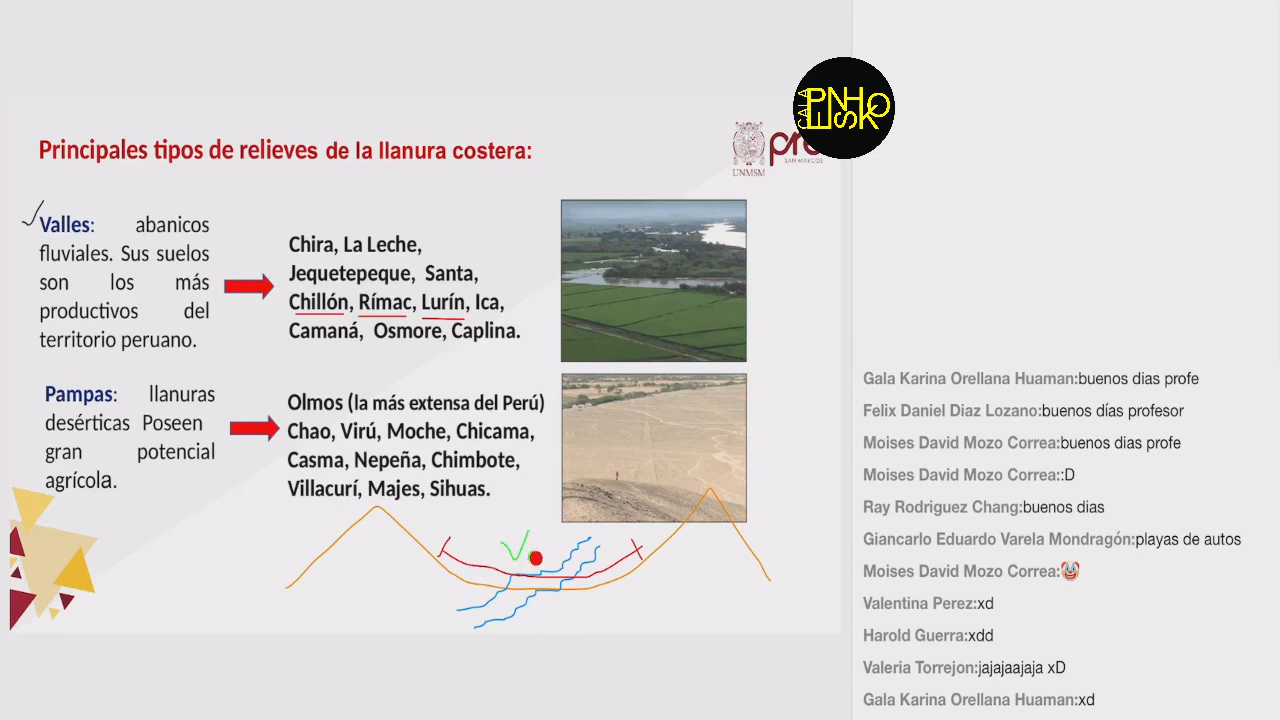 Principales tipos de relieves de la llanura costera:
UNMSM
SAN MARCOS
CALA
PENHOSK
Valles: abanicos
fluviales. Sus suelos
son los más
productivos del
territorio peruano.
Chira, La Leche,
Jequetepeque, Santa,
Chillón, Rímac, Lurín, Ica,
Camaná, Osmore, Caplina.
Pampas: llanuras
desérticas Poseen
gran potencial
agrícola.
Olmos (la más extensa del Perú)
Chao, Virú, Moche, Chicama,
Casma, Nepeña, Chimbote,
Villacurí, Majes, Sihuas.
Gala Karina Orellana Huaman:buenos dias profe
Felix Daniel Diaz Lozano:buenos días profesor
Moises David Mozo Correa:buenos dias profe
Moises David Mozo Correa::D
Ray Rodriguez Chang:buenos dias
Giancarlo Eduardo Varela Mondragón:playas de autos
Moises David Mozo Correa:🤡
Valentina Perez:xd
Harold Guerra:xdd
Valeria Torrejon:jajajaajaja xD
Gala Karina Orellana Huaman:xd